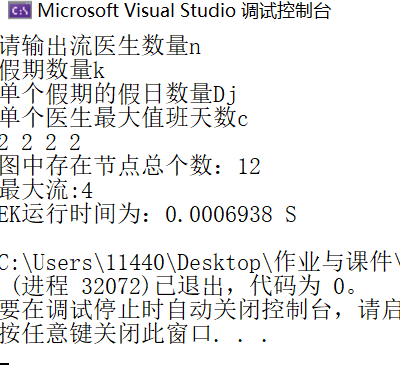 Microsoft Visual Studio 调试控制台
请输出流医生数量n
假期数量k
单个假期的假日数量Dj
单个医生最大值班天数c
2 2 2 2
图中存在节点总个数：12
最大流:4
EK运行时间为：0.0006938 S
C:\Users\11440\Desktop\作业与课件\
(进程 32072)已退出，代码为 0。
要在调试停止时自动关闭控制台，请启
按任意键关闭此窗口. . .